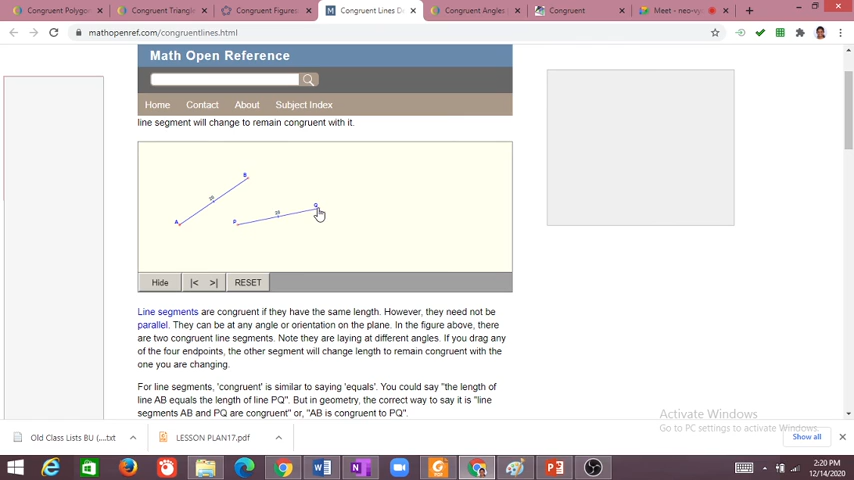 Congruent Polygo
Congruent Triangle
Congruent Figures
Congruent Lines De
Congruent Angles
Congruent
Meet - neo-vy
mathopenref.com/congruentlines.html
Math Open Reference
Home Contact About Subject Index
line segment will change to remain congruent with it.
B
A
P
Q
Hide |< >| RESET
Line segments are congruent if they have the same length. However, they need not be
parallel. They can be at any angle or orientation on the plane. In the figure above, there
are two congruent line segments. Note they are laying at different angles. If you drag any
of the four endpoints, the other segment will change length to remain congruent with the
one you are changing.
For line segments, 'congruent' is similar to saying 'equals'. You could say "the length of
line AB equals the length of line PQ". But in geometry, the correct way to say it is "line
segments AB and PQ are congruent" or, "AB is congruent to PQ".
Activate Windows
Go to PC settings to activate Windows.
Old Class Lists BU (....txt
LESSON PLAN17.pdf
Show all
2:20 PM
12/14/2020